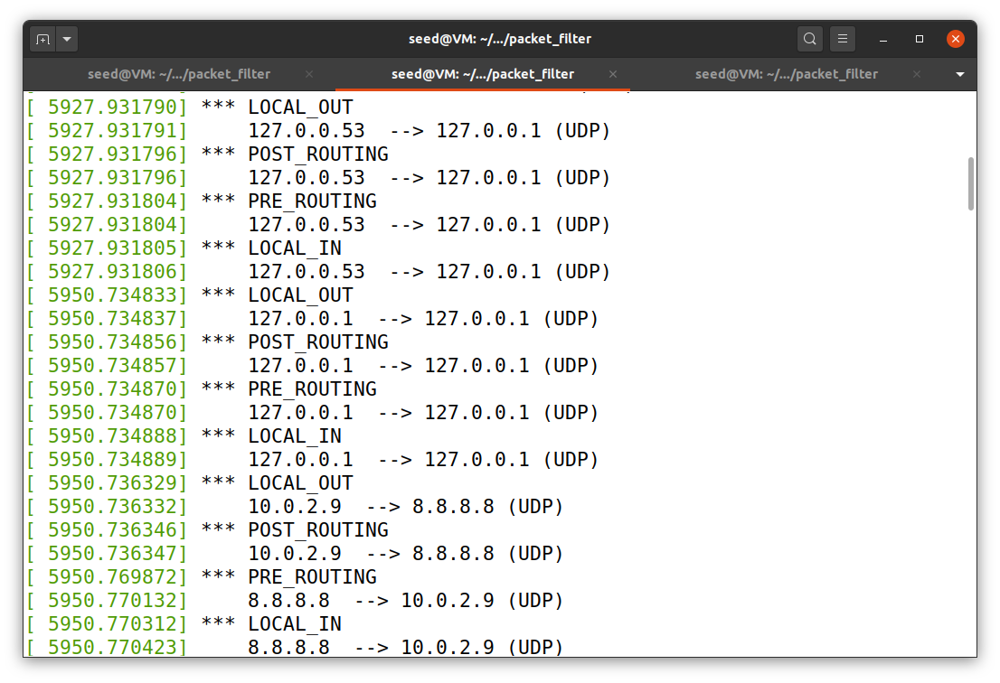 seed@VM: ~/.../packet_filter
seed@VM: ~/.../packet_filter
seed@VM: ~/.../packet_filter
seed@VM: ~/.../packet_filter
[ 5927.931790] *** LOCAL_OUT
[ 5927.931791]     127.0.0.53  --> 127.0.0.1 (UDP)
[ 5927.931796] *** POST_ROUTING
[ 5927.931796]     127.0.0.53  --> 127.0.0.1 (UDP)
[ 5927.931804] *** PRE_ROUTING
[ 5927.931804]     127.0.0.53  --> 127.0.0.1 (UDP)
[ 5927.931805] *** LOCAL_IN
[ 5927.931806]     127.0.0.53  --> 127.0.0.1 (UDP)
[ 5950.734833] *** LOCAL_OUT
[ 5950.734837]     127.0.0.1  --> 127.0.0.1 (UDP)
[ 5950.734856] *** POST_ROUTING
[ 5950.734857]     127.0.0.1  --> 127.0.0.1 (UDP)
[ 5950.734870] *** PRE_ROUTING
[ 5950.734870]     127.0.0.1  --> 127.0.0.1 (UDP)
[ 5950.734888] *** LOCAL_IN
[ 5950.734889]     127.0.0.1  --> 127.0.0.1 (UDP)
[ 5950.736329] *** LOCAL_OUT
[ 5950.736332]     10.0.2.9  --> 8.8.8.8 (UDP)
[ 5950.736346] *** POST_ROUTING
[ 5950.736347]     10.0.2.9  --> 8.8.8.8 (UDP)
[ 5950.769872] *** PRE_ROUTING
[ 5950.770132]     8.8.8.8  --> 10.0.2.9 (UDP)
[ 5950.770312] *** LOCAL_IN
[ 5950.770423]     8.8.8.8  --> 10.0.2.9 (UDP)